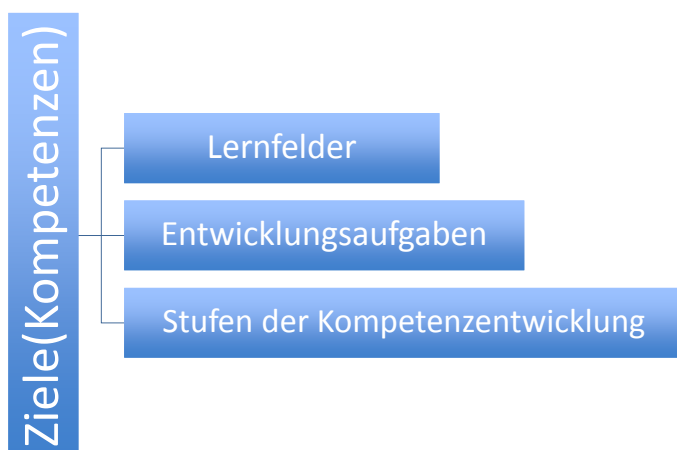 Ziele(Kompetenzen)
Lernfelder
Entwicklungsaufgaben
Stufen der Kompetenzentwicklung